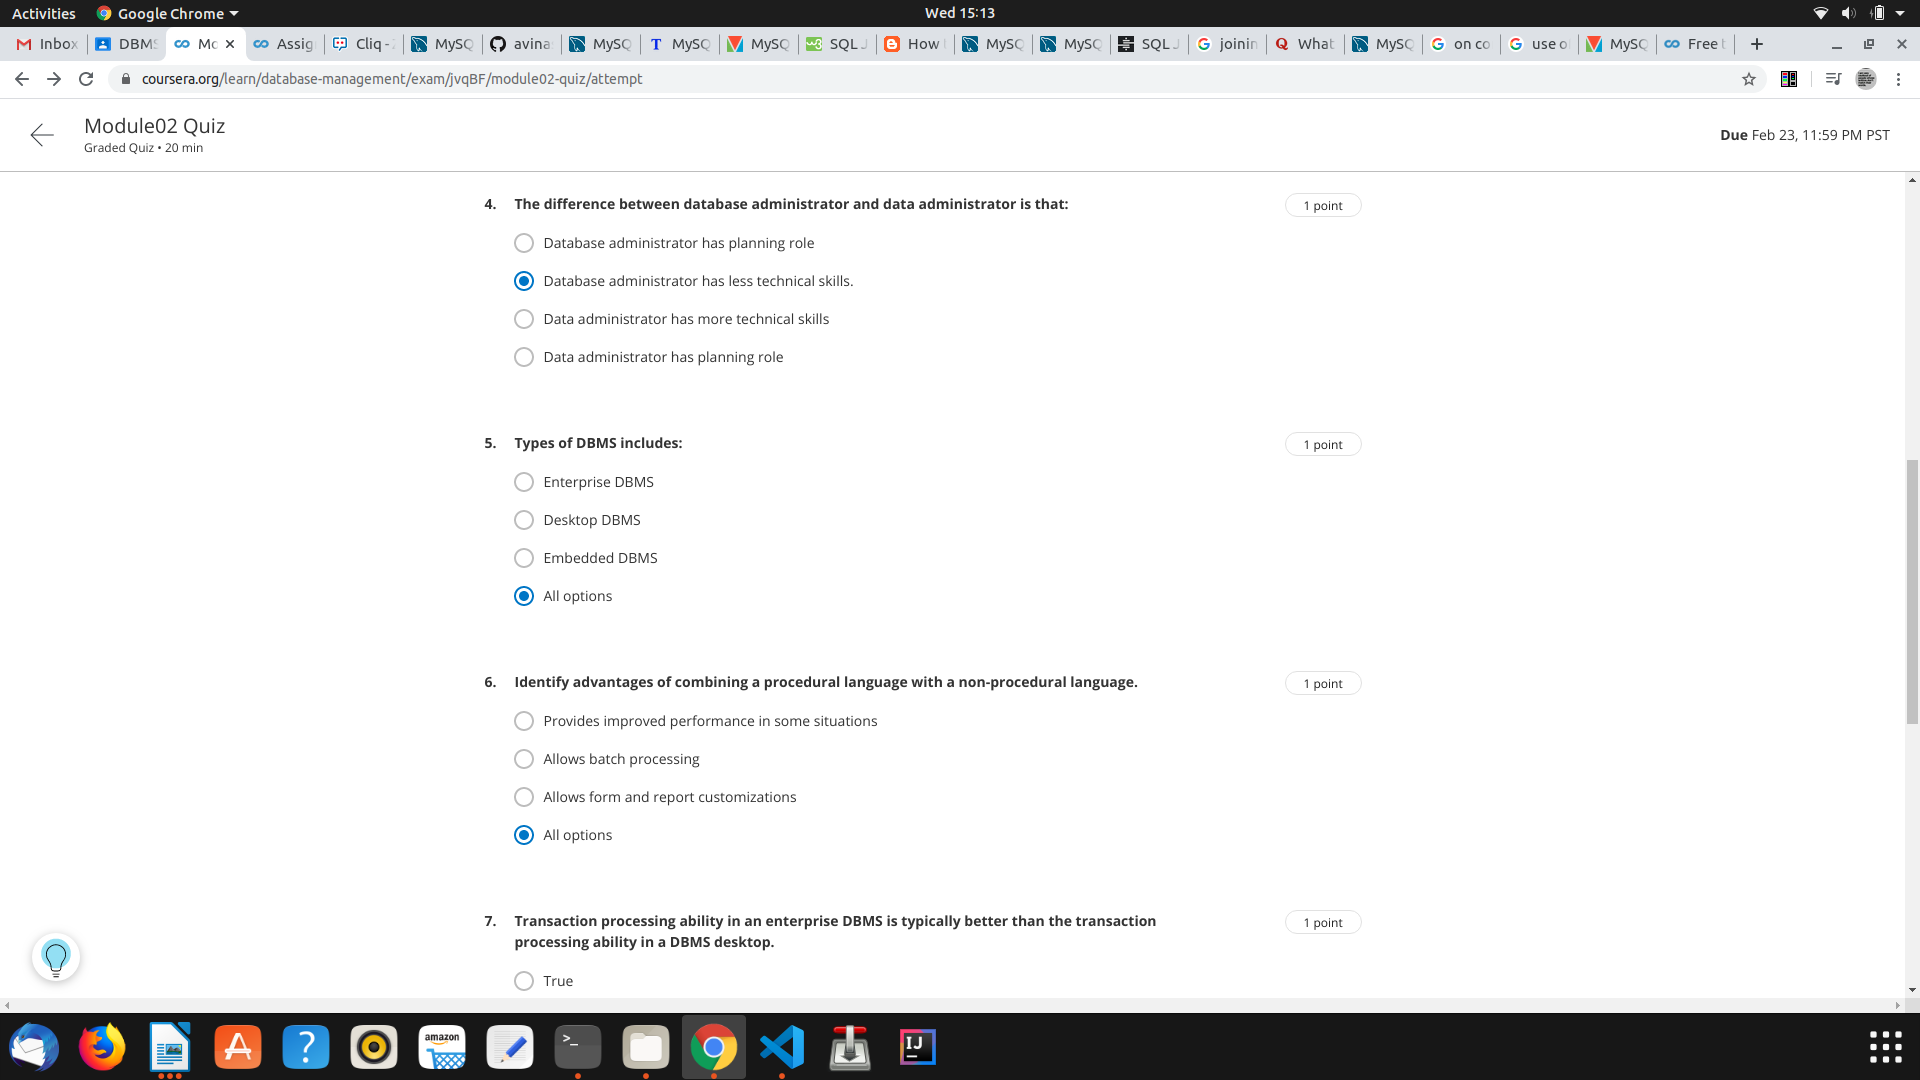 Activities Google Chrome Wed 15:13
Inbox DBMS Mo Assig Cliq - MySQ avina MySQ MySQ MySQ SQL J How MySQ MySQ SQL J joinin What MySQ on co use o MySQ Free t
coursera.org/learn/database-management/exam/jvqBF/module02-quiz/attempt
Module02 Quiz
Graded Quiz • 20 min
Due Feb 23, 11:59 PM PST
4. The difference between database administrator and data administrator is that: 1 point
Database administrator has planning role
Database administrator has less technical skills.
Data administrator has more technical skills
Data administrator has planning role
5. Types of DBMS includes: 1 point
Enterprise DBMS
Desktop DBMS
Embedded DBMS
All options
6. Identify advantages of combining a procedural language with a non-procedural language. 1 point
Provides improved performance in some situations
Allows batch processing
Allows form and report customizations
All options
7. Transaction processing ability in an enterprise DBMS is typically better than the transaction 1 point
processing ability in a DBMS desktop.
True
amazon
IJ